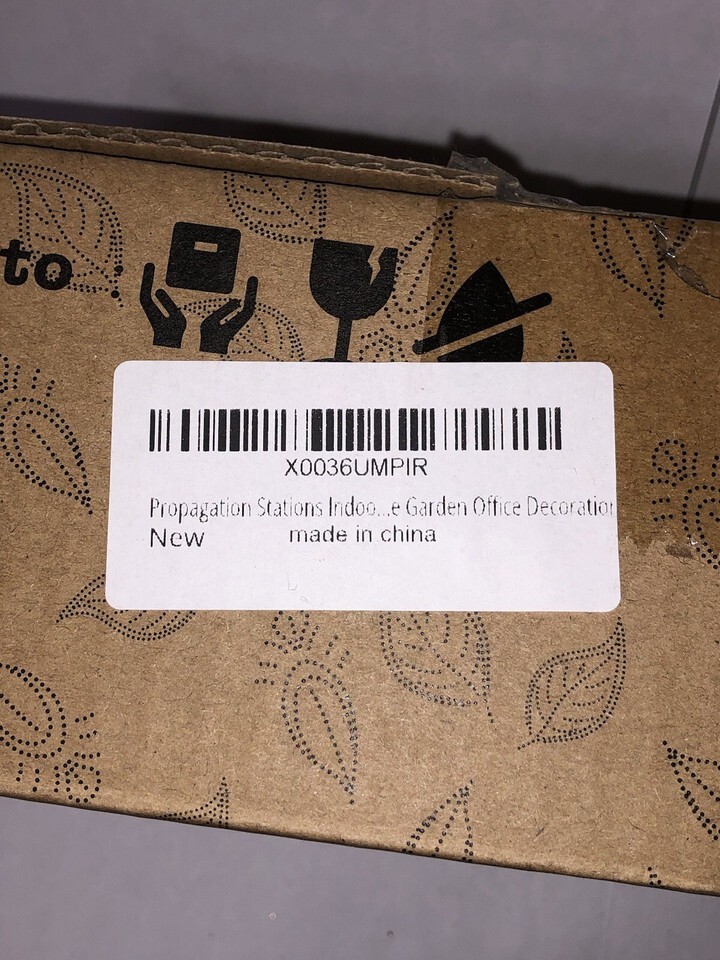 to :
X0036UMPIR
Propagation Stations Indoo...e Garden Office Decoration
New made in china